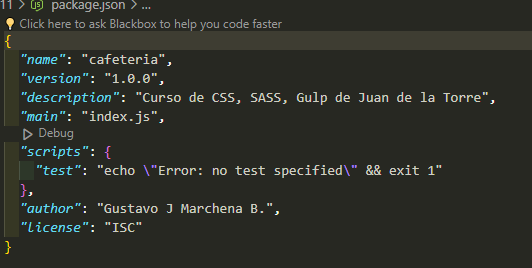 11 > package.json > ...
Click here to ask Blackbox to help you code faster
{
"name": "cafeteria",
"version": "1.0.0",
"description": "Curso de CSS, SASS, Gulp de Juan de la Torre",
"main": "index.js",
Debug
"scripts": {
"test": "echo \"Error: no test specified\" && exit 1"
},
"author": "Gustavo J Marchena B.",
"license": "ISC"
}